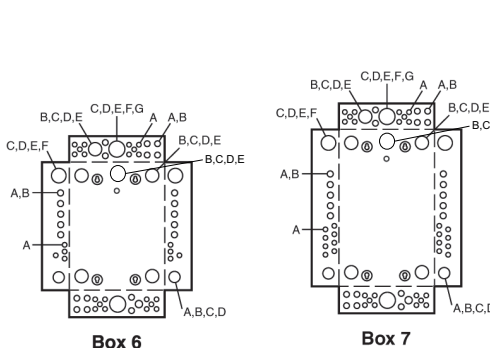 C,D,E,F,G
B,C,D,E
A
A,B
C,D,E,F
B,C,D,E
B,C,D,E
A,B
A
A,B,C,D
Box 6
C,D,E,F,G
B,C,D,E
A
A,B
C,D,E,F
B,C,D,E
B,C
A,B
A
A,B,C,D
Box 7